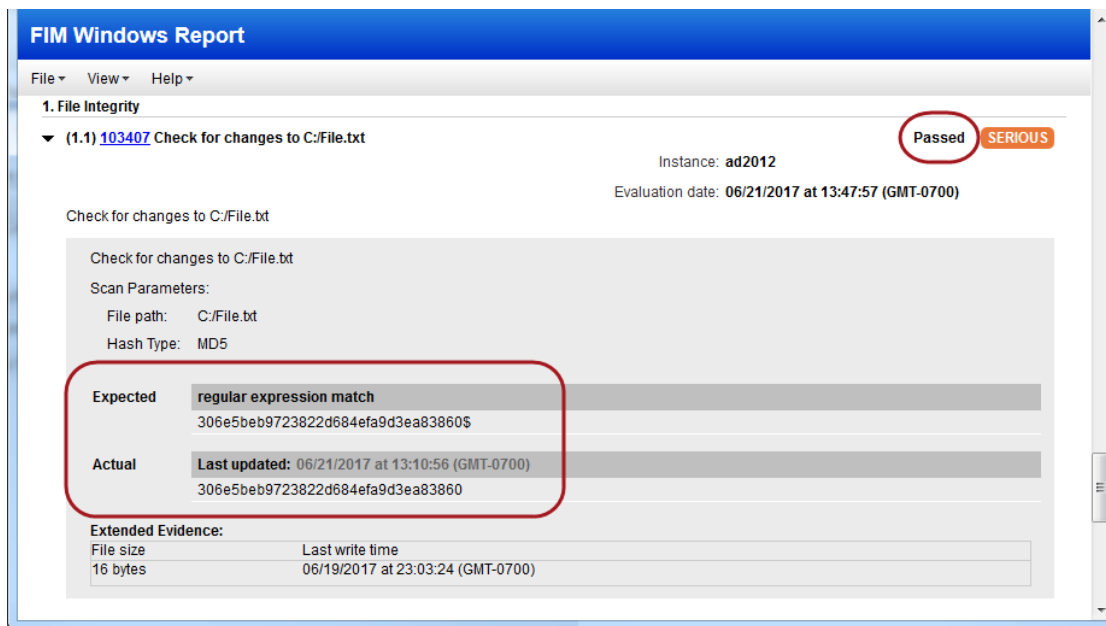 FIM Windows Report
File View Help
1. File Integrity
(1.1) 103407 Check for changes to C:/File.txt Passed SERIOUS
Instance: ad2012
Evaluation date: 06/21/2017 at 13:47:57 (GMT-0700)
Check for changes to C:/File.txt
Check for changes to C:/File.txt
Scan Parameters:
File path: C:/File.txt
Hash Type: MD5
Expected regular expression match
306e5beb9723822d684efa9d3ea83860$
Actual Last updated: 06/21/2017 at 13:10:56 (GMT-0700)
306e5beb9723822d684efa9d3ea83860
Extended Evidence:
File size Last write time
16 bytes 06/19/2017 at 23:03:24 (GMT-0700)